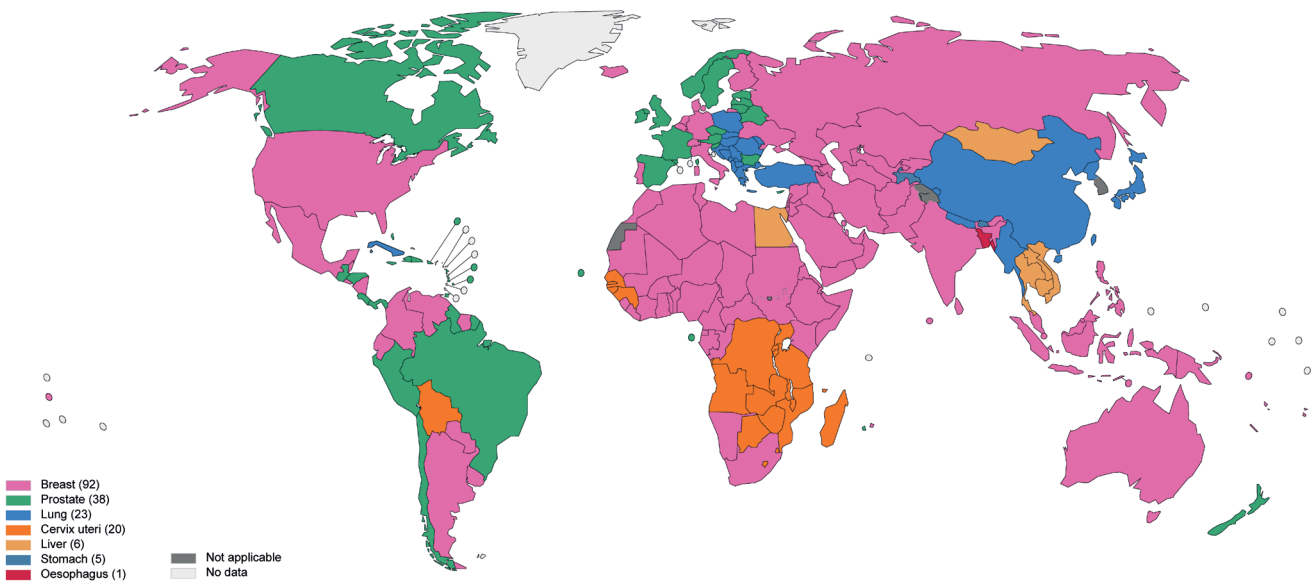 Breast (92)
Prostate (38)
Lung (23)
Cervix uteri (20)
Liver (6)
Stomach (5)
Oesophagus (1)
Not applicable
No data